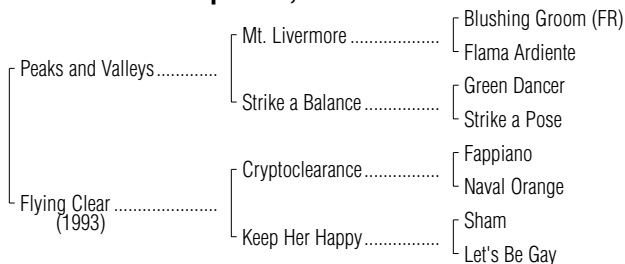 Blushing Groom (FR)
Mt. Livermore ...................
Flama Ardiente
Peaks and Valleys .............
Green Dancer
Strike a Balance ................
Strike a Pose
Fappiano
Cryptoclearance ................
Naval Orange
Flying Clear ......................
(1993)
Sham
Keep Her Happy ................
Let's Be Gay